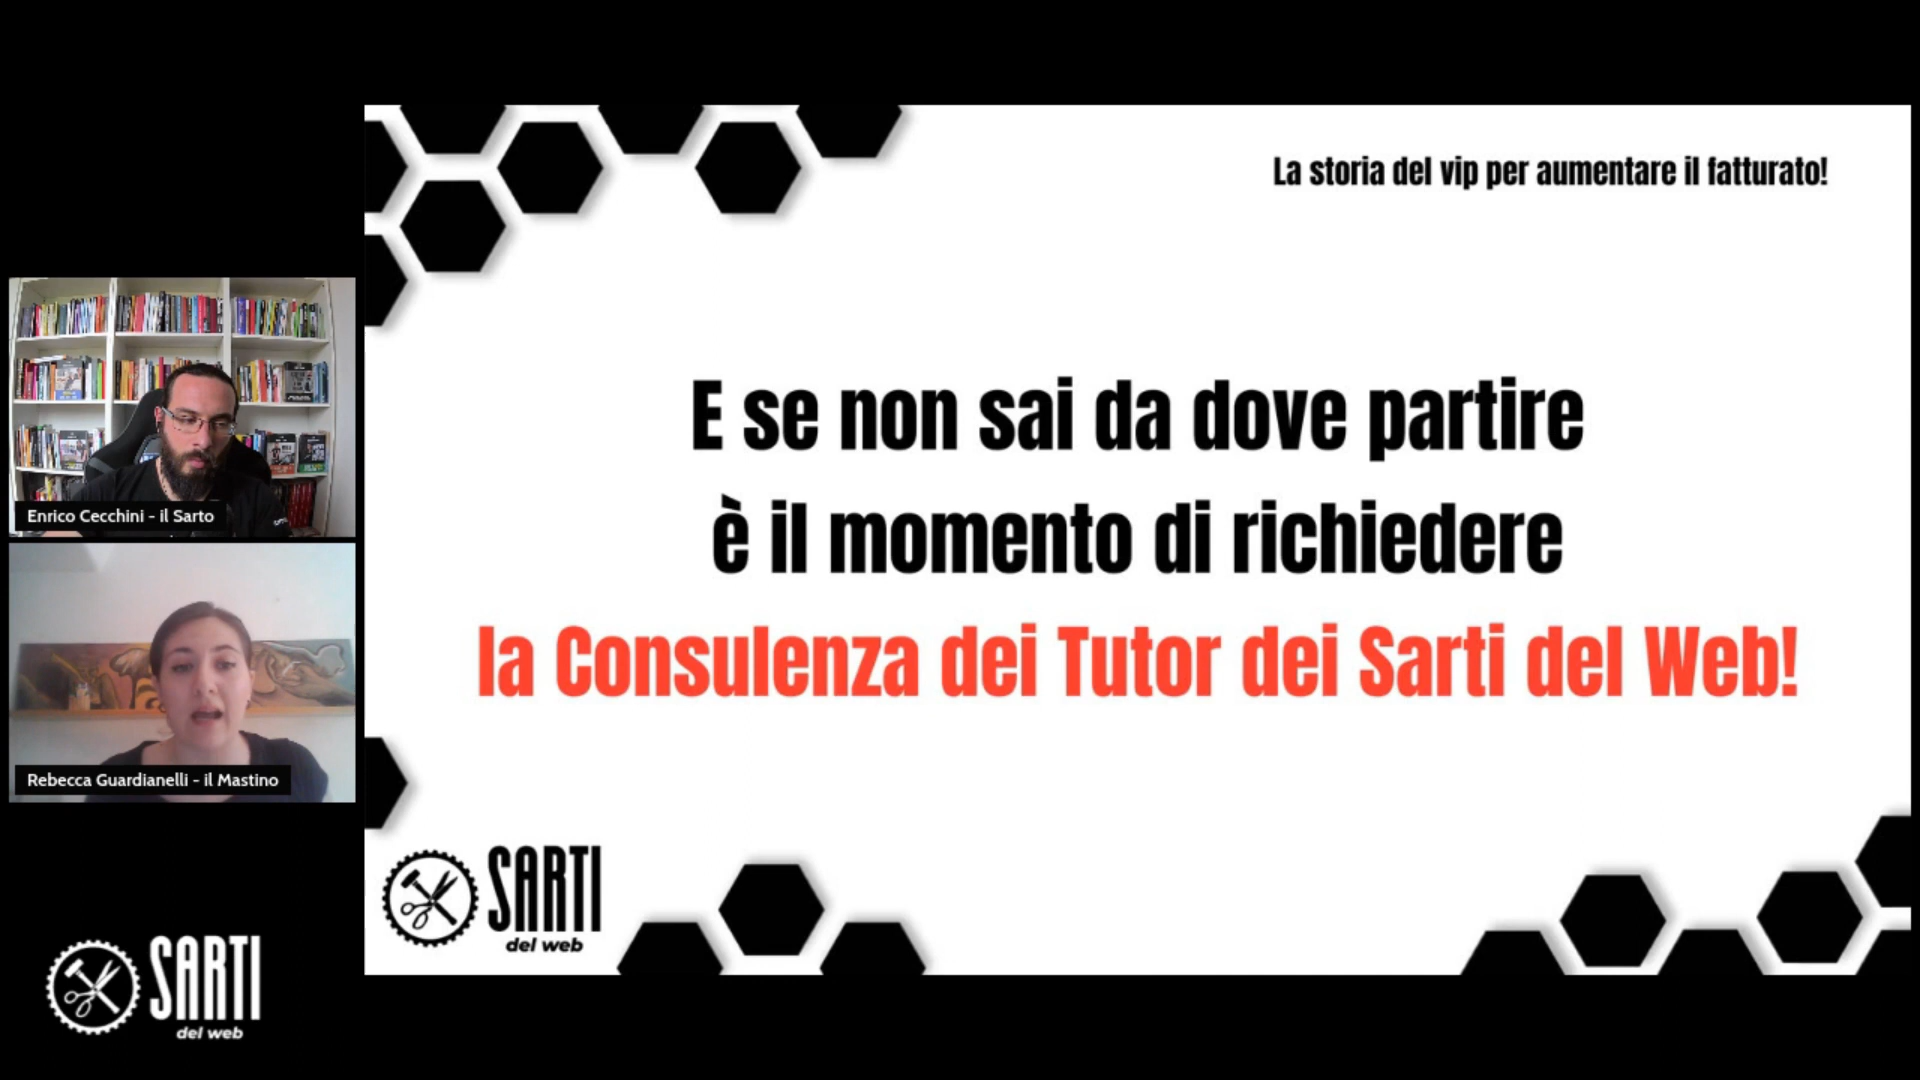 La storia del vip per aumentare il fatturato!
E se non sai da dove partire
è il momento di richiedere
la Consulenza dei Tutor dei Sarti del Web!
Enrico Cecchini - il Sarto
Rebecca Guardianelli - il Mastino
SARTI
del web
SARTI
del web